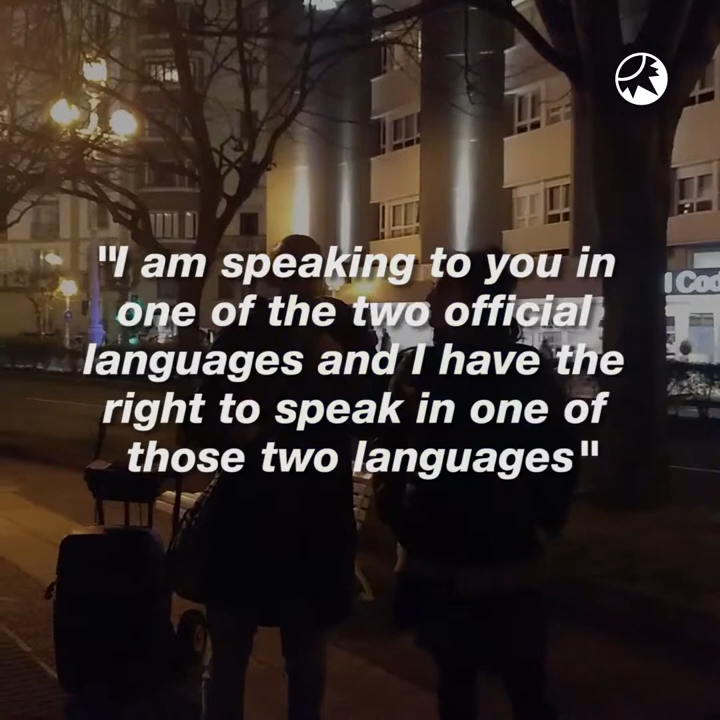 "I am speaking to you in
one of the two official
languages and I have the
right to speak in one of
those two languages"